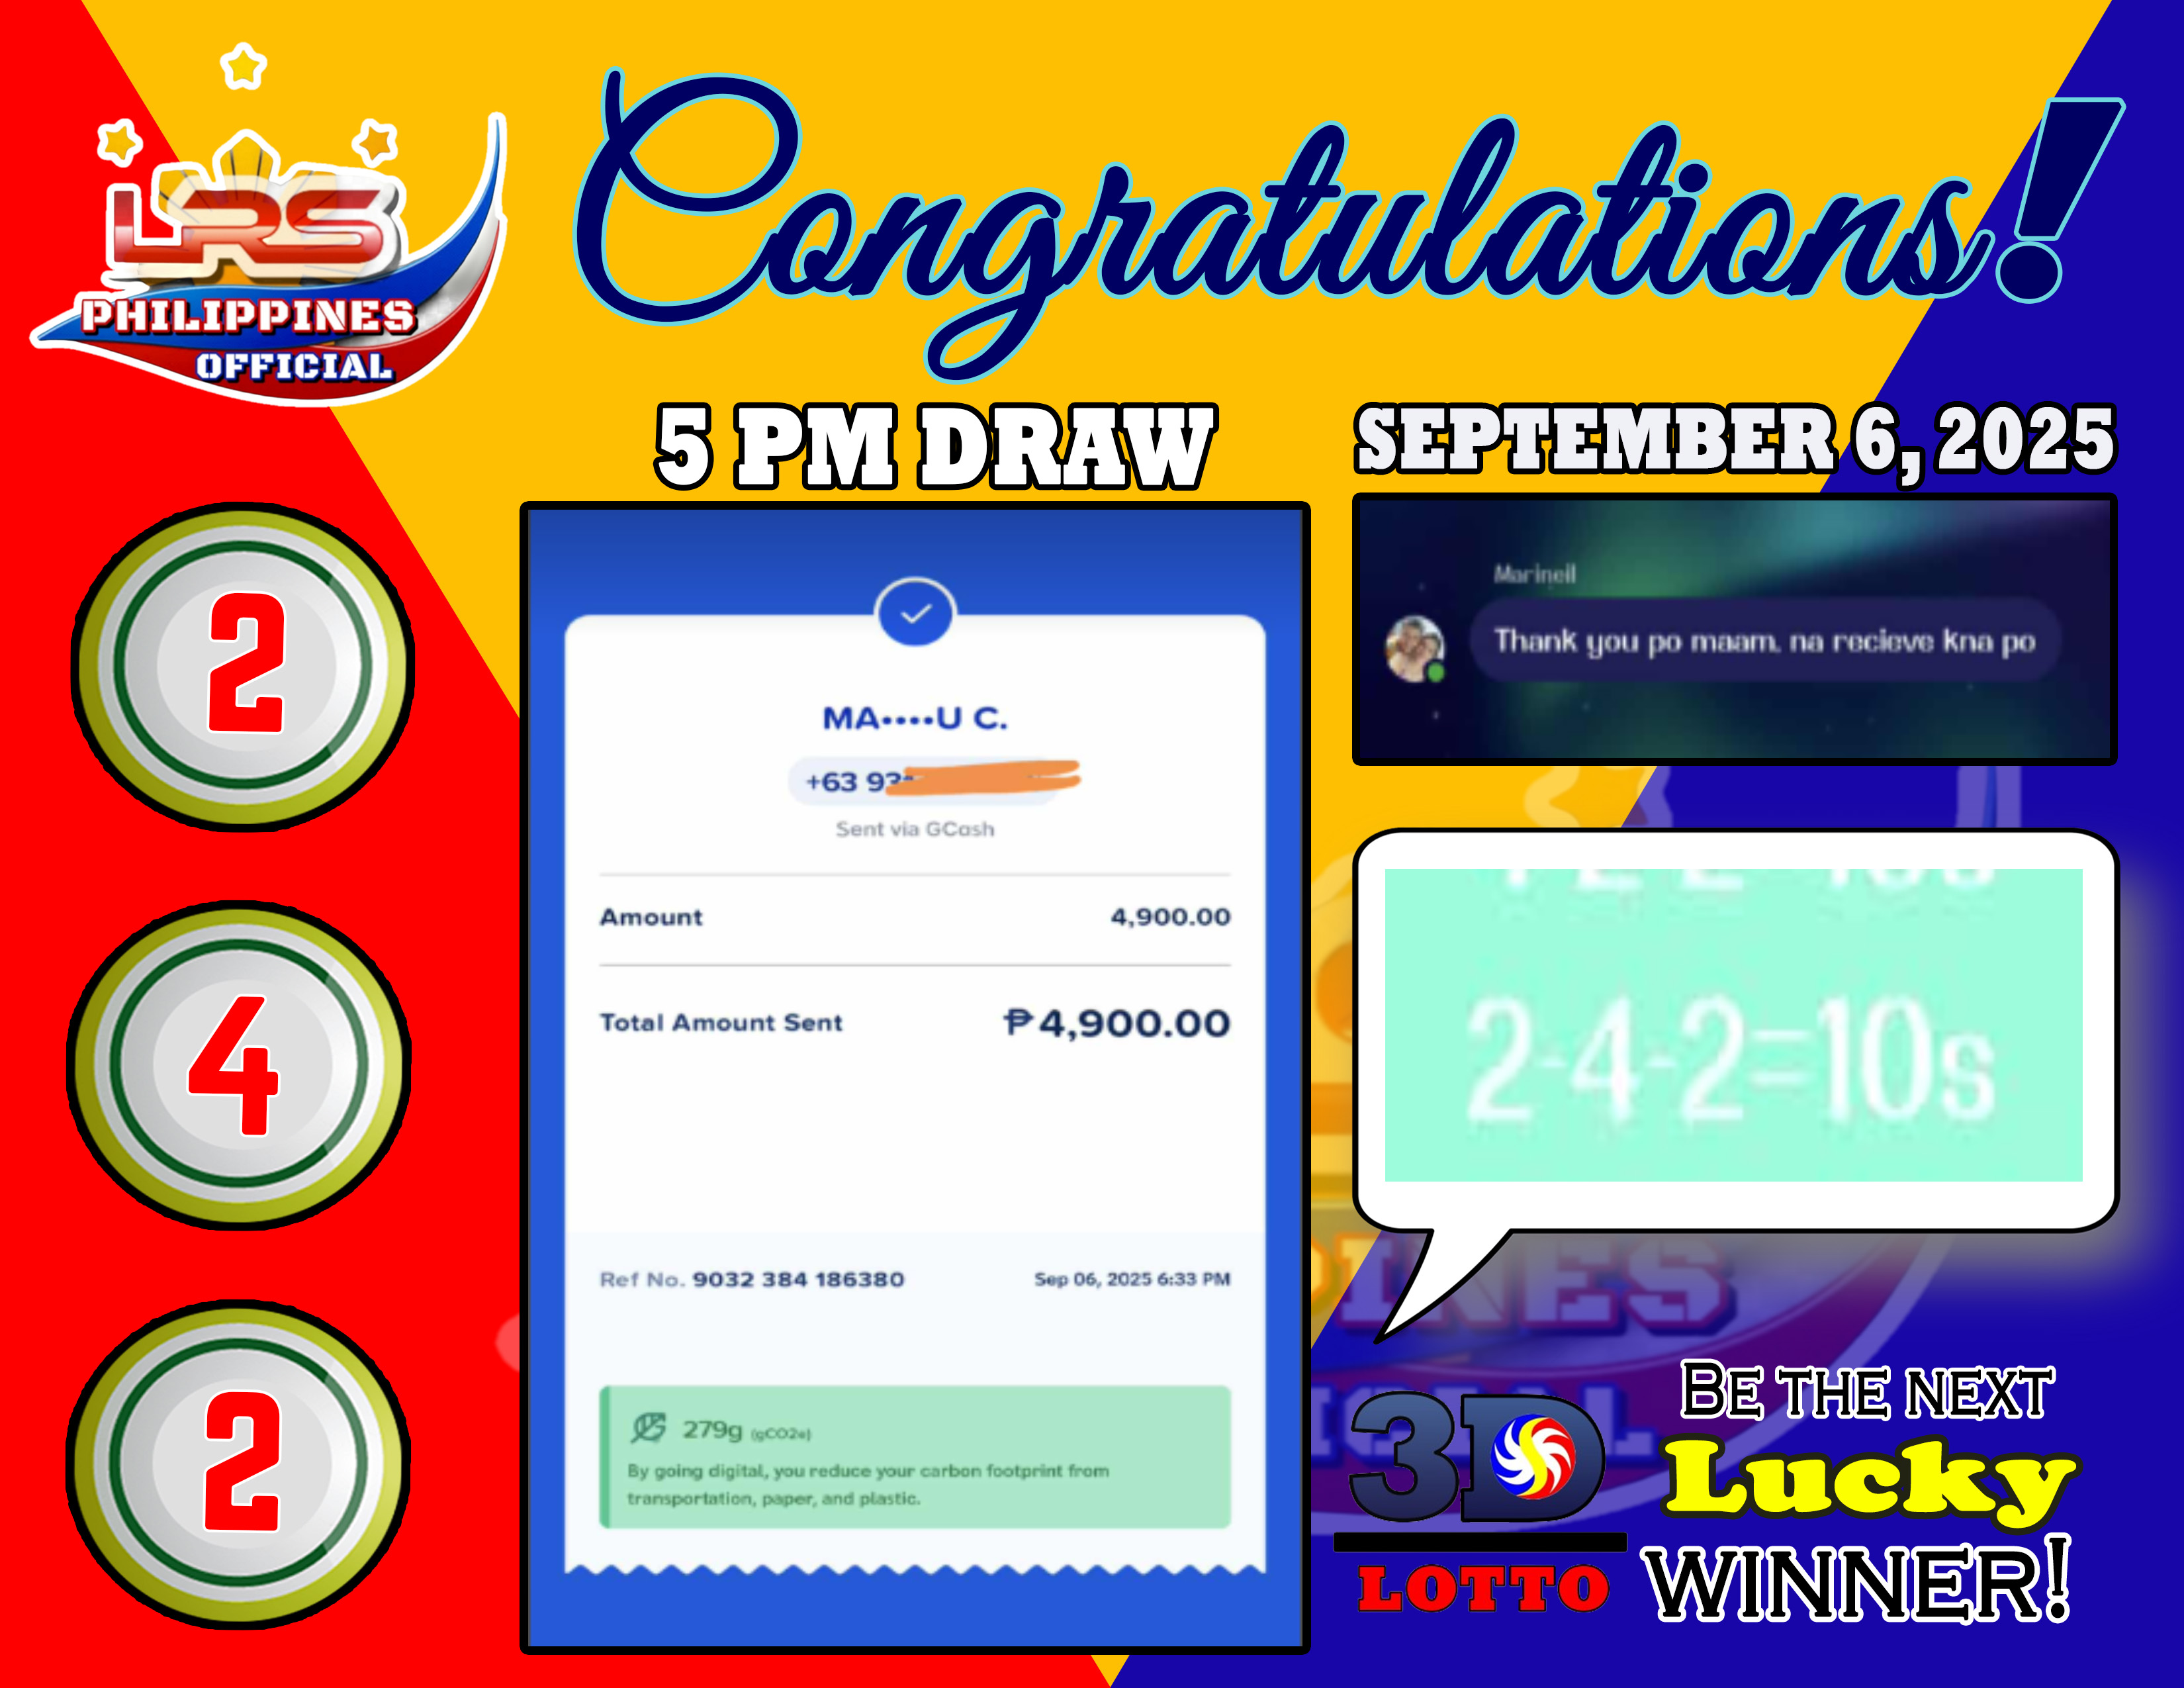 LRS
PHILIPPINES
OFFICIAL
Congratulations!
5 PM DRAW
SEPTEMBER 6, 2025
2
4
2
MA••••U C.
+63 93
Sent via GCash
Amount 4,900.00
Total Amount Sent ₱4,900.00
Ref No. 9032 384 186380 Sep 06, 2025 6:33 PM
279g (gCO2e)
By going digital, you reduce your carbon footprint from
transportation, paper, and plastic.
Marineil
Thank you po maam. na recieve kna po
2-4-2=10s
3D
LOTTO
BE THE NEXT
Lucky
WINNER!